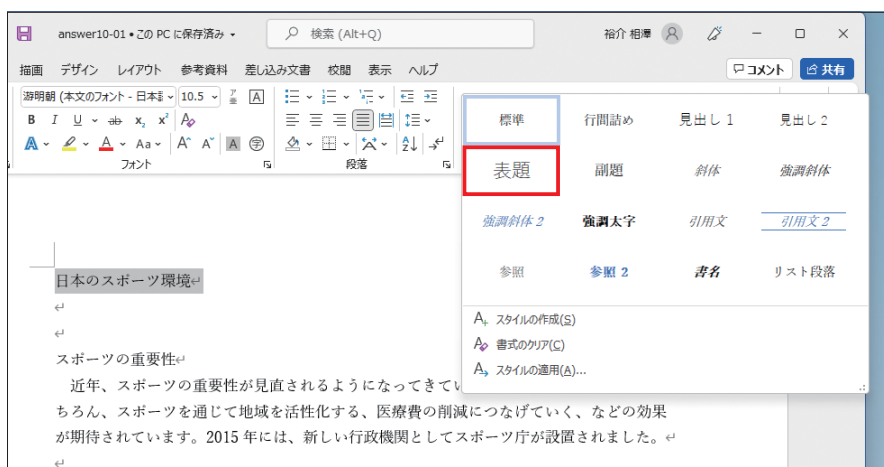 answer10-01 • この PC に保存済み
検索 (Alt+Q)
裕介 相澤
描画 デザイン レイアウト 参考資料 差し込み文書 校閲 表示 ヘルプ
コメント 共有
游明朝 (本文のフォント - 日本語 10.5
B I U ab x₂ x² A
A A Aa A A A 字
フォント 段落
標準 行間詰め 見出し 1 見出し 2
表題 副題 斜体 強調斜体
強調斜体 2 強調太字 引用文 引用文 2
参照 参照 2 書名 リスト段落
スタイルの作成(S)
書式のクリア(C)
スタイルの適用(A)...
日本のスポーツ環境↵
↵
↵
スポーツの重要性↵
近年、スポーツの重要性が見直されるようになってきてい
ちろん、スポーツを通じて地域を活性化する、医療費の削減につなげていく、などの効果
が期待されています。2015 年には、新しい行政機関としてスポーツ庁が設置されました。↵
↵